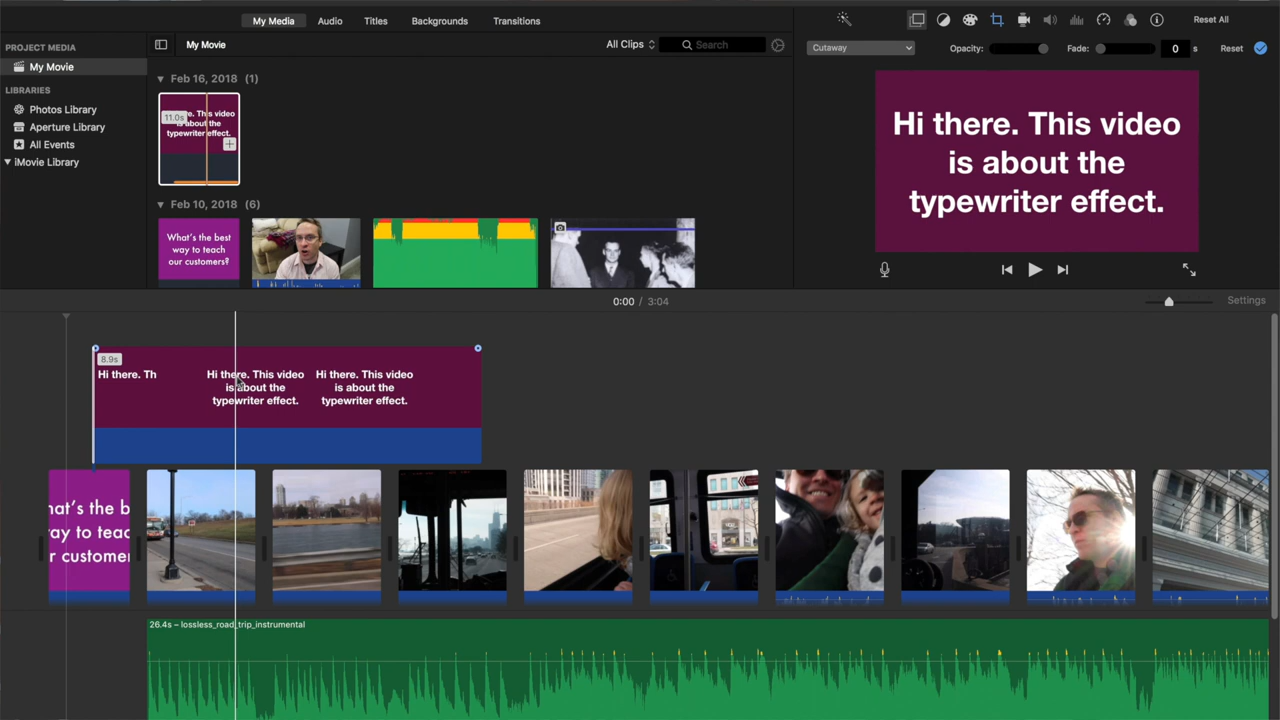 My Media
Audio
Titles
Backgrounds
Transitions
Reset All
PROJECT MEDIA
My Movie
LIBRARIES
Photos Library
Aperture Library
All Events
iMovie Library
My Movie
All Clips
Search
Cutaway
Opacity:
Fade:
0
s
Reset
Feb 16, 2018 (1)
11.0s
re. This video
is about the
typewriter effect.
Feb 10, 2018 (6)
What's the best
way to teach
our customers?
Hi there. This video
is about the
typewriter effect.
0:00 / 3:04
Settings
8.9s
Hi there. Th
Hi there. This video
is about the
typewriter effect.
Hi there. This video
is about the
typewriter effect.
hat's the b
ay to teac
r customer
26.4s – lossless_road_trip_instrumental